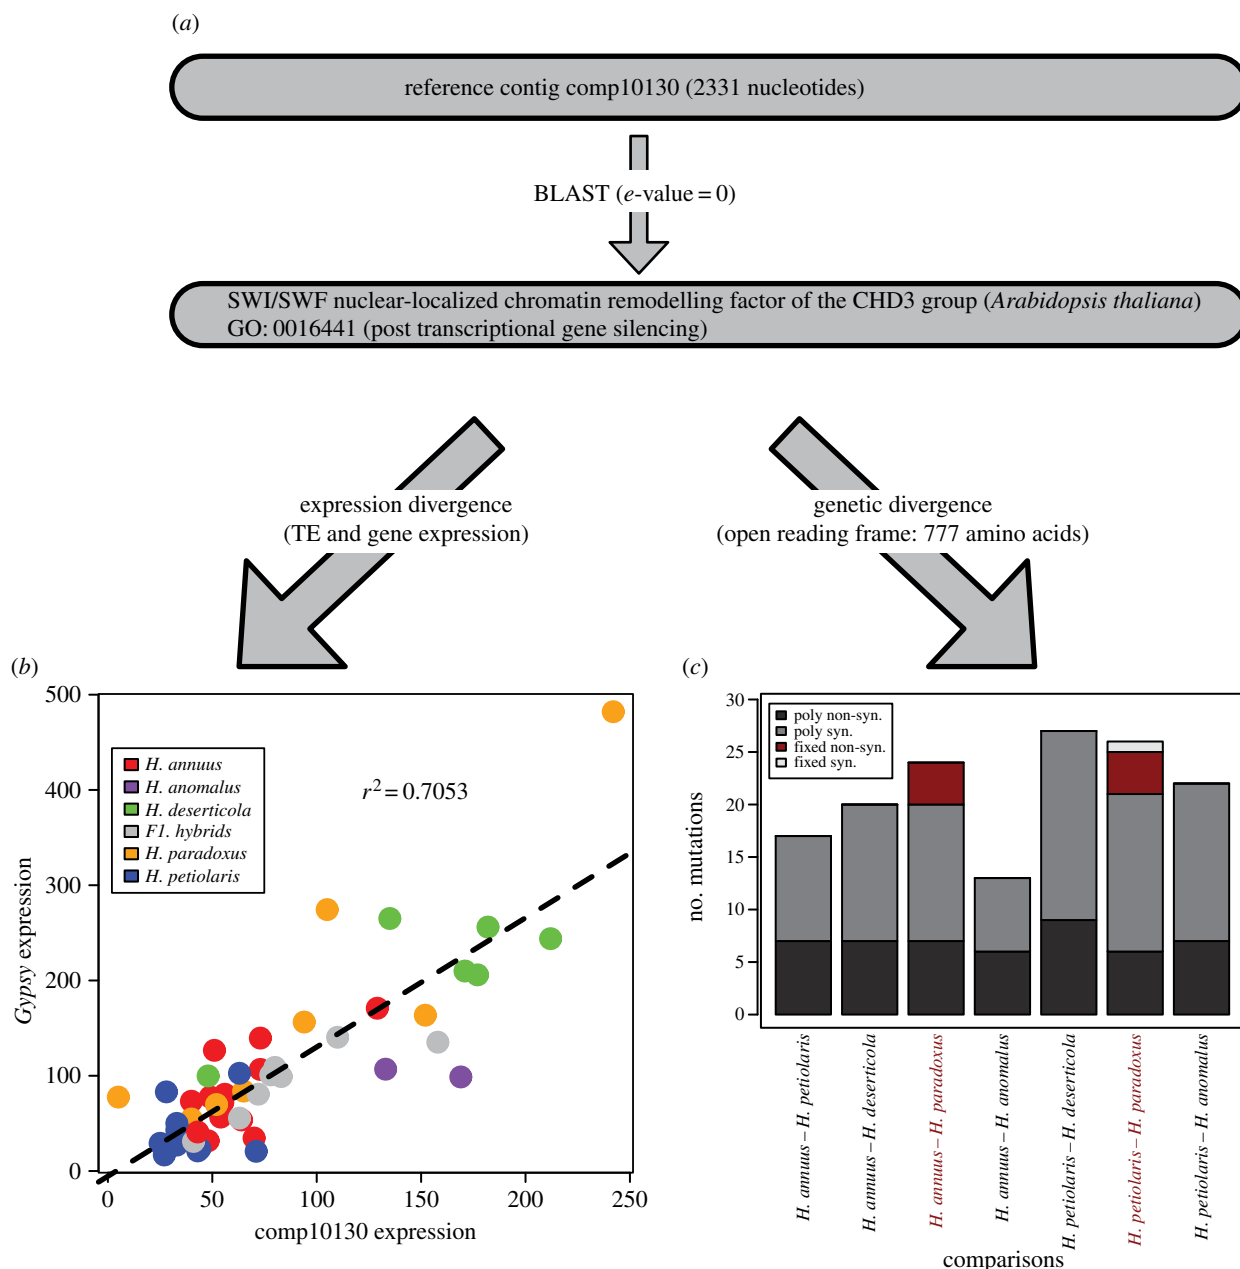 (a)
reference contig comp10130 (2331 nucleotides)
BLAST (e-value = 0)
SWI/SWF nuclear-localized chromatin remodelling factor of the CHD3 group (Arabidopsis thaliana)
GO: 0016441 (post transcriptional gene silencing)
expression divergence
(TE and gene expression)
genetic divergence
(open reading frame: 777 amino acids)
(b)
500
400
300
200
100
0
Gypsy expression
H. annuus
H. anomalus
H. deserticola
F1. hybrids
H. paradoxus
H. petiolaris
r² = 0.7053
0 50 100 150 200 250
comp10130 expression
(c)
30
25
20
15
10
5
0
no. mutations
poly non-syn.
poly syn.
fixed non-syn.
fixed syn.
H. annuus – H. petiolaris
H. annuus – H. deserticola
H. annuus – H. paradoxus
H. annuus – H. anomalus
H. petiolaris – H. deserticola
H. petiolaris – H. paradoxus
H. petiolaris – H. anomalus
comparisons